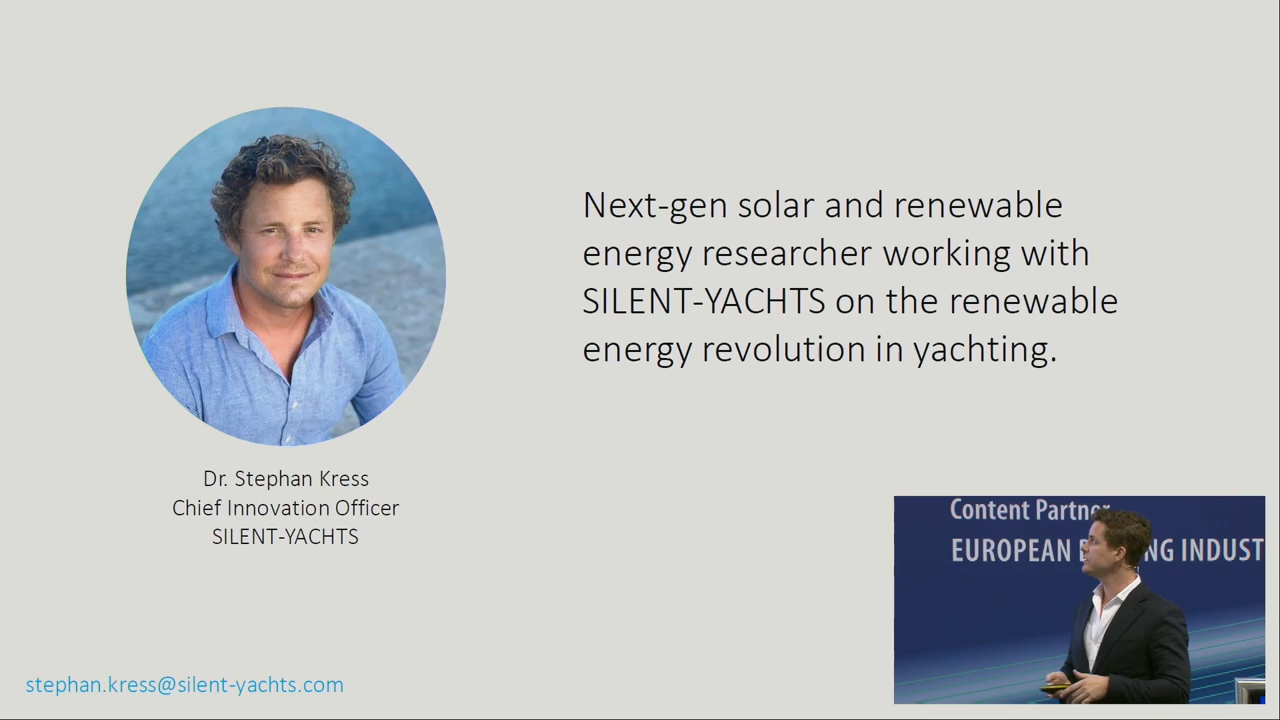 Next-gen solar and renewable
energy researcher working with
SILENT-YACHTS on the renewable
energy revolution in yachting.
Dr. Stephan Kress
Chief Innovation Officer
SILENT-YACHTS
Content Partner
EUROPEAN
stephan.kress@silent-yachts.com